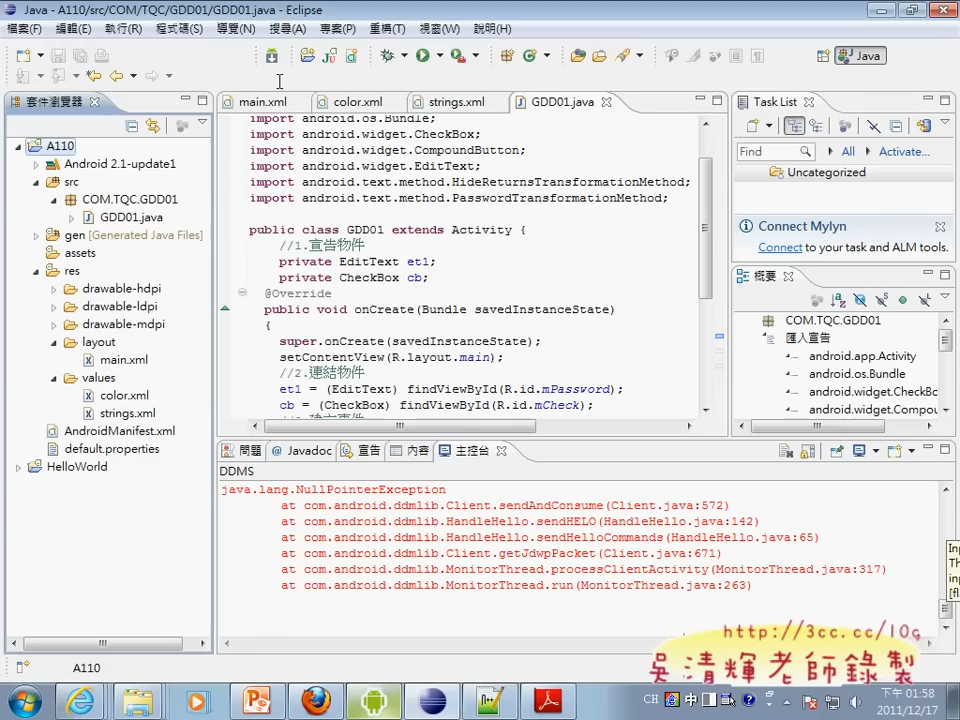 Java - A110/src/COM/TQC/GDD01/GDD01.java - Eclipse
檔案(F) 編輯(E) 執行(R) 程式碼(S) 導覽(N) 搜尋(A) 專案(P) 重構(T) 視窗(W) 說明(H)
Java
套件瀏覽器
main.xml
color.xml
strings.xml
GDD01.java
Task List
A110
Android 2.1-update1
src
COM.TQC.GDD01
GDD01.java
gen [Generated Java Files]
assets
res
drawable-hdpi
drawable-ldpi
drawable-mdpi
layout
main.xml
values
color.xml
strings.xml
AndroidManifest.xml
default.properties
HelloWorld
import android.os.Bundle;
import android.widget.CheckBox;
import android.widget.CompoundButton;
import android.widget.EditText;
import android.text.method.HideReturnsTransformationMethod;
import android.text.method.PasswordTransformationMethod;
public class GDD01 extends Activity {
//1.宣告物件
private EditText et1;
private CheckBox cb;
@Override
public void onCreate(Bundle savedInstanceState)
{
super.onCreate(savedInstanceState);
setContentView(R.layout.main);
//2.連結物件
et1 = (EditText) findViewById(R.id.mPassword);
cb = (CheckBox) findViewById(R.id.mCheck);
Find
All
Activate...
Uncategorized
Connect Mylyn
Connect to your task and ALM tools.
概要
COM.TQC.GDD01
匯入宣告
android.app.Activity
android.os.Bundle
android.widget.CheckBc
android.widget.Compou
問題
Javadoc
宣告
內容
主控台
DDMS
java.lang.NullPointerException
at com.android.ddmlib.Client.sendAndConsume(Client.java:572)
at com.android.ddmlib.HandleHello.sendHELO(HandleHello.java:142)
at com.android.ddmlib.HandleHello.sendHelloCommands(HandleHello.java:65)
at com.android.ddmlib.Client.getJdwpPacket(Client.java:671)
at com.android.ddmlib.MonitorThread.processClientActivity(MonitorThread.java:317)
at com.android.ddmlib.MonitorThread.run(MonitorThread.java:263)
http://3cc.cc/10g
吳清輝老師錄製
A110
CH
中
下午 01:58
2011/12/17